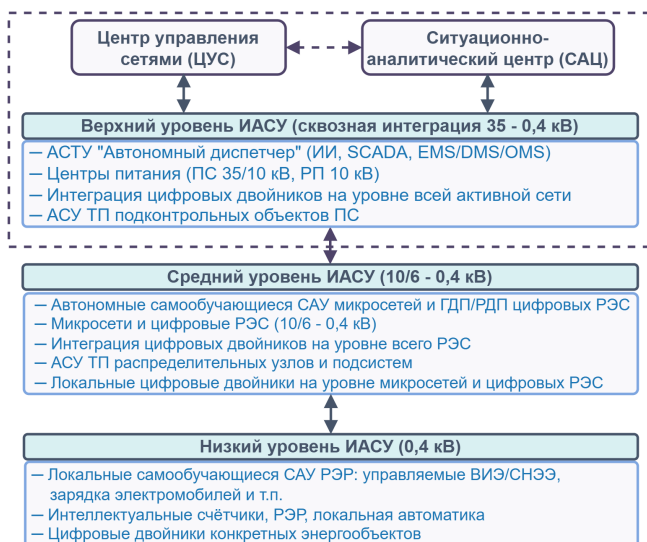 Центр управления
сетями (ЦУС)
Ситуационно-
аналитический центр (САЦ)
Верхний уровень ИАСУ (сквозная интеграция 35 - 0,4 кВ)
— АСТУ "Автономный диспетчер" (ИИ, SCADA, EMS/DMS/OMS)
— Центры питания (ПС 35/10 кВ, РП 10 кВ)
— Интеграция цифровых двойников на уровне всей активной сети
— АСУ ТП подконтрольных объектов ПС
Средний уровень ИАСУ (10/6 - 0,4 кВ)
— Автономные самообучающиеся САУ микросетей и ГДП/РДП цифровых РЭС
— Микросети и цифровые РЭС (10/6 - 0,4 кВ)
— Интеграция цифровых двойников на уровне всего РЭС
— АСУ ТП распределительных узлов и подсистем
— Локальные цифровые двойники на уровне микросетей и цифровых РЭС
Низкий уровень ИАСУ (0,4 кВ)
— Локальные самообучающиеся САУ РЭР: управляемые ВИЭ/СНЭЭ,
зарядка электромобилей и т.п.
— Интеллектуальные счётчики, РЭР, локальная автоматика
— Цифровые двойники конкретных энергообъектов